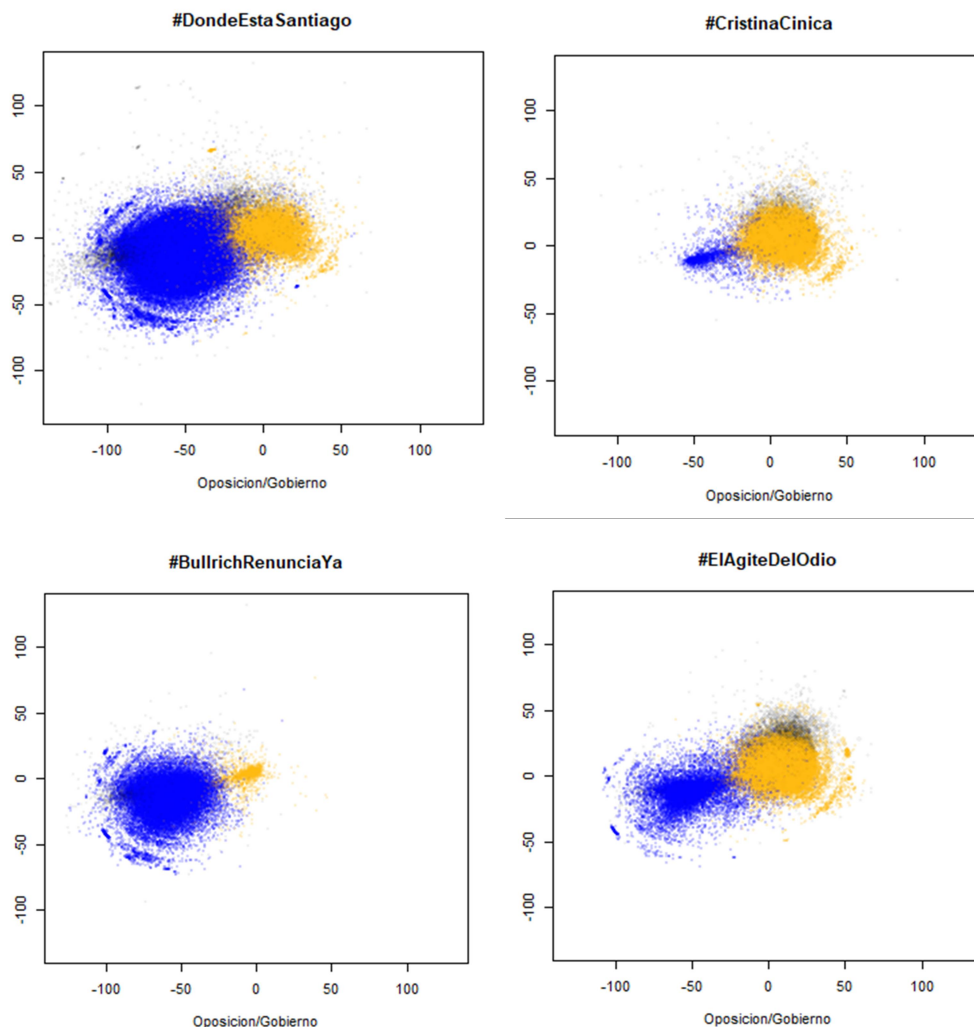 #DondeEstaSantiago
100
50
0
-50
-100
-100 -50 0 50 100
Oposicion/Gobierno
#CristinaCinica
100
50
0
-50
-100
-100 -50 0 50 100
Oposicion/Gobierno
#BullrichRenunciaYa
100
50
0
-50
-100
-100 -50 0 50 100
Oposicion/Gobierno
#ElAgiteDelOdio
100
50
0
-50
-100
-100 -50 0 50 100
Oposicion/Gobierno